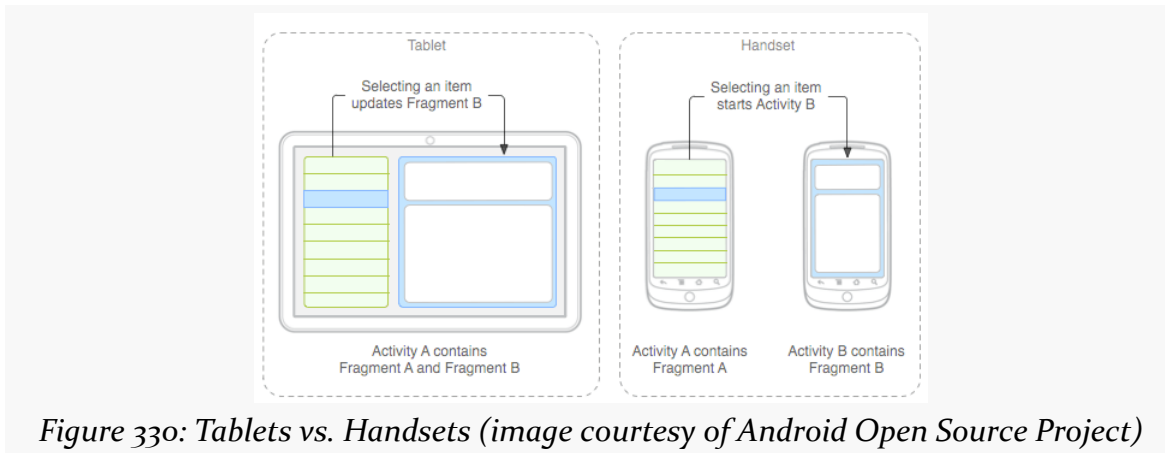 Tablet
Selecting an item
updates Fragment B
Activity A contains
Fragment A and Fragment B
Handset
Selecting an item
starts Activity B
Activity A contains
Fragment A
Activity B contains
Fragment B
Figure 330: Tablets vs. Handsets (image courtesy of Android Open Source Project)